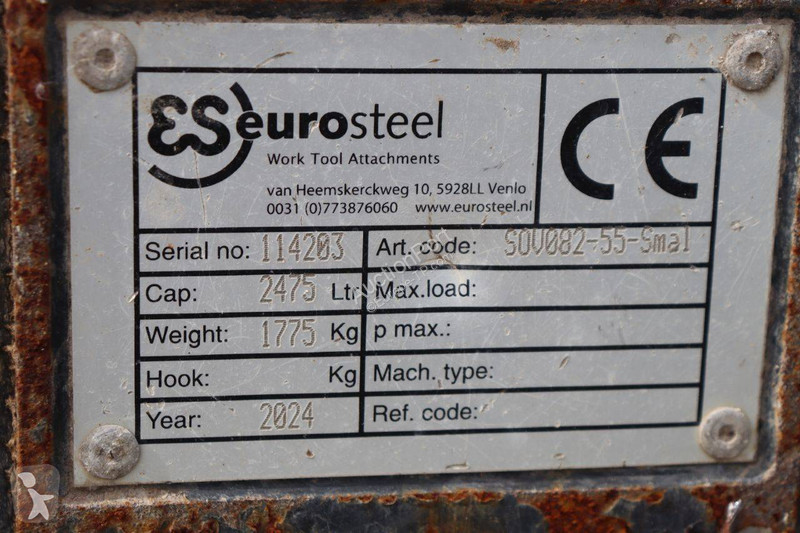 ES eurosteel
Work Tool Attachments
van Heemskerckweg 10, 5928LL Venlo
0031 (0)773876060 www.eurosteel.nl
CE
Serial no: 114203 Art. code: SOV082-55-Smal
Cap: 2475 Ltr Max.load:
Weight: 1775 Kg p max.:
Hook: Kg Mach. type:
Year: 2024 Ref. code: